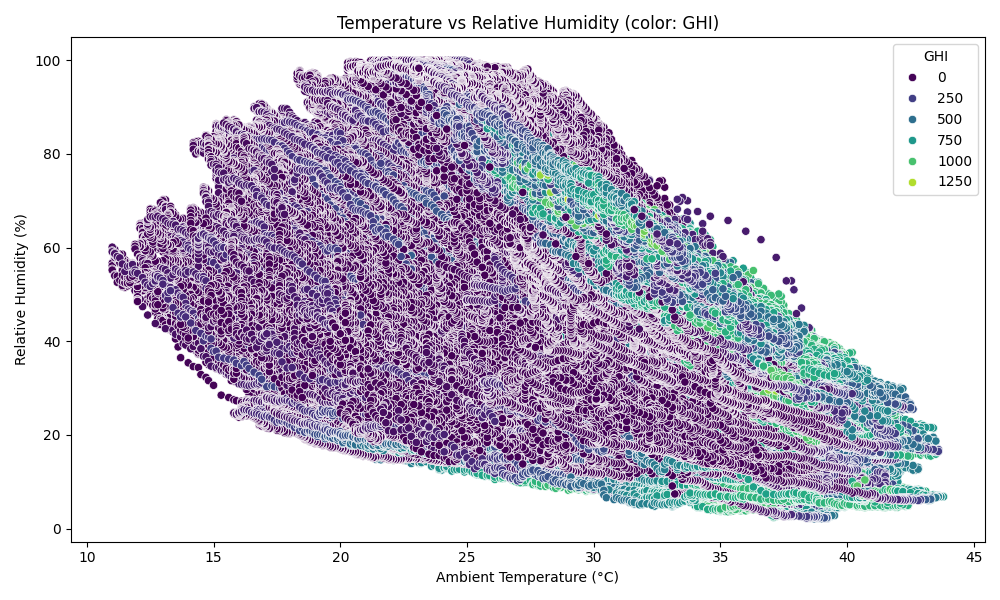 Temperature vs Relative Humidity (color: GHI)
Relative Humidity (%)
100
80
60
40
20
0
GHI
0
250
500
750
1000
1250
10 15 20 25 30 35 40 45
Ambient Temperature (°C)